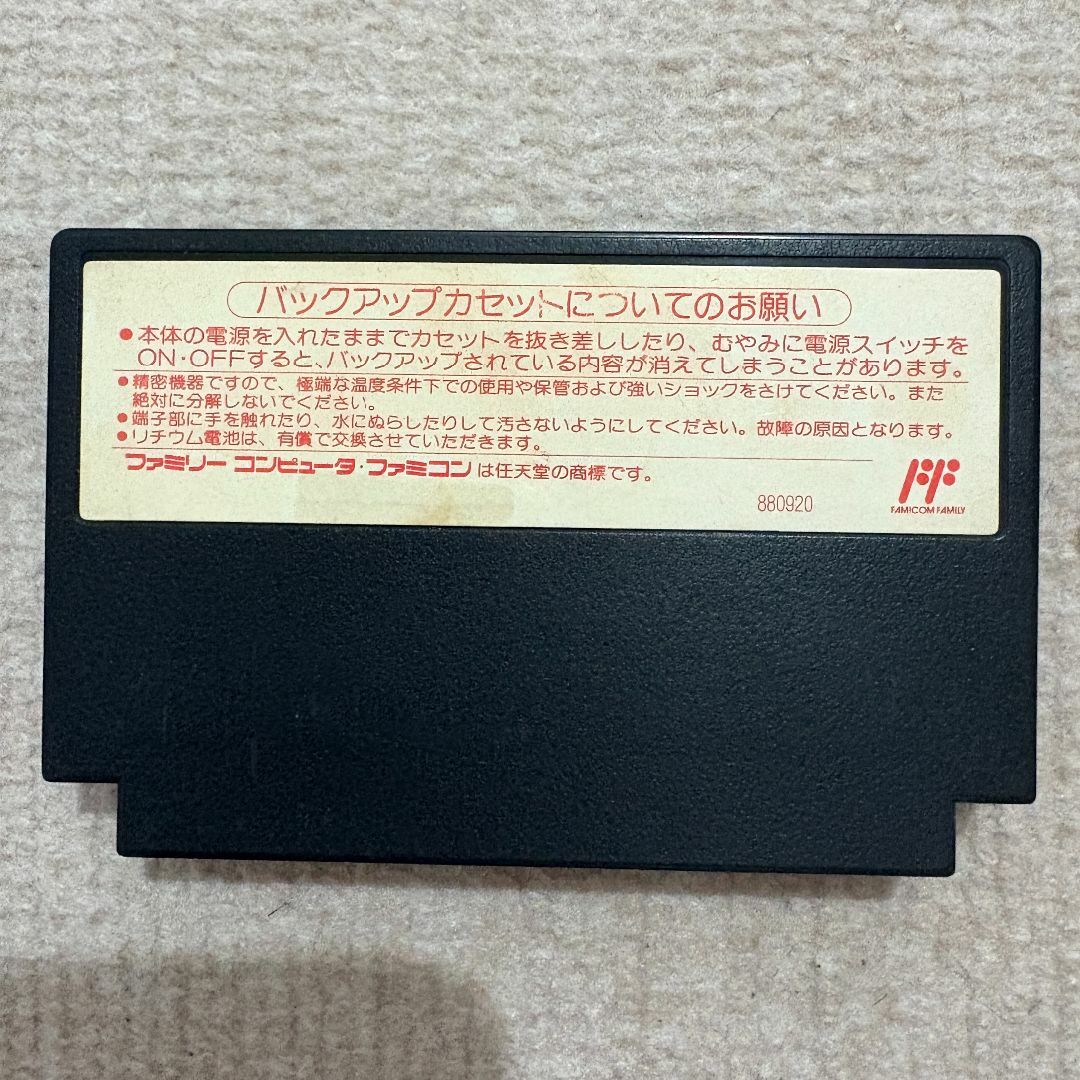 バックアップカセットについてのお願い
●本体の電源を入れたままでカセットを抜き差ししたり、むやみに電源スイッチを
ON・OFFすると、バックアップされている内容が消えてしまうことがあります。
●精密機器ですので、極端な温度条件下での使用や保管および強いショックをさけてください。また
絶対に分解しないでください。
●端子部に手を触れたり、水にぬらしたりして汚さないようにしてください。故障の原因となります。
●リチウム電池は、有償で交換させていただきます。
ファミリー コンピュータ・ファミコン は任天堂の商標です。
880920
FAMICOM FAMILY